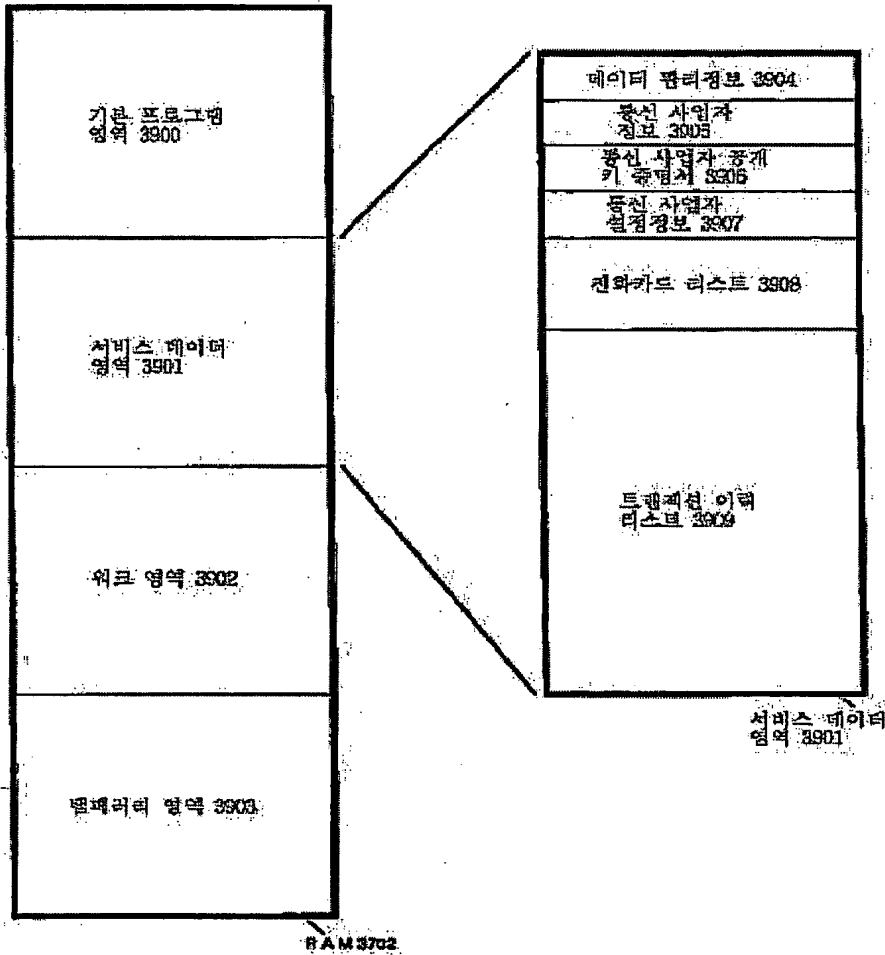 기본 프로그램
영역 3900
서비스 데이터
영역 3901
워크 영역 3902
템퍼러리 영역 3903
RAM 3702
데이터 관리정보 3904
통신 사업자
정보 3905
통신 사업자 공개
키 증명서 3906
통신 사업자
설정정보 3907
전화카드 리스트 3908
트랜잭션 이력
리스트 3909
서비스 데이터
영역 3901